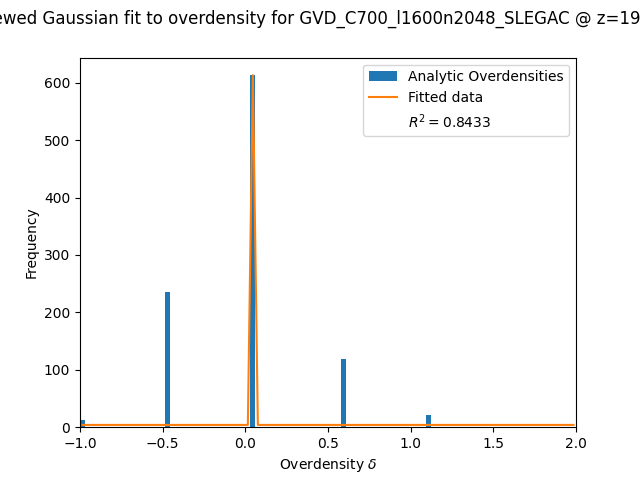 ewed Gaussian fit to overdensity for GVD_C700_l1600n2048_SLEGAC @ z=19
Analytic Overdensities
Fitted data
R² = 0.8433
Frequency
600
500
400
300
200
100
0
−1.0 −0.5 0.0 0.5 1.0 1.5 2.0
Overdensity δ